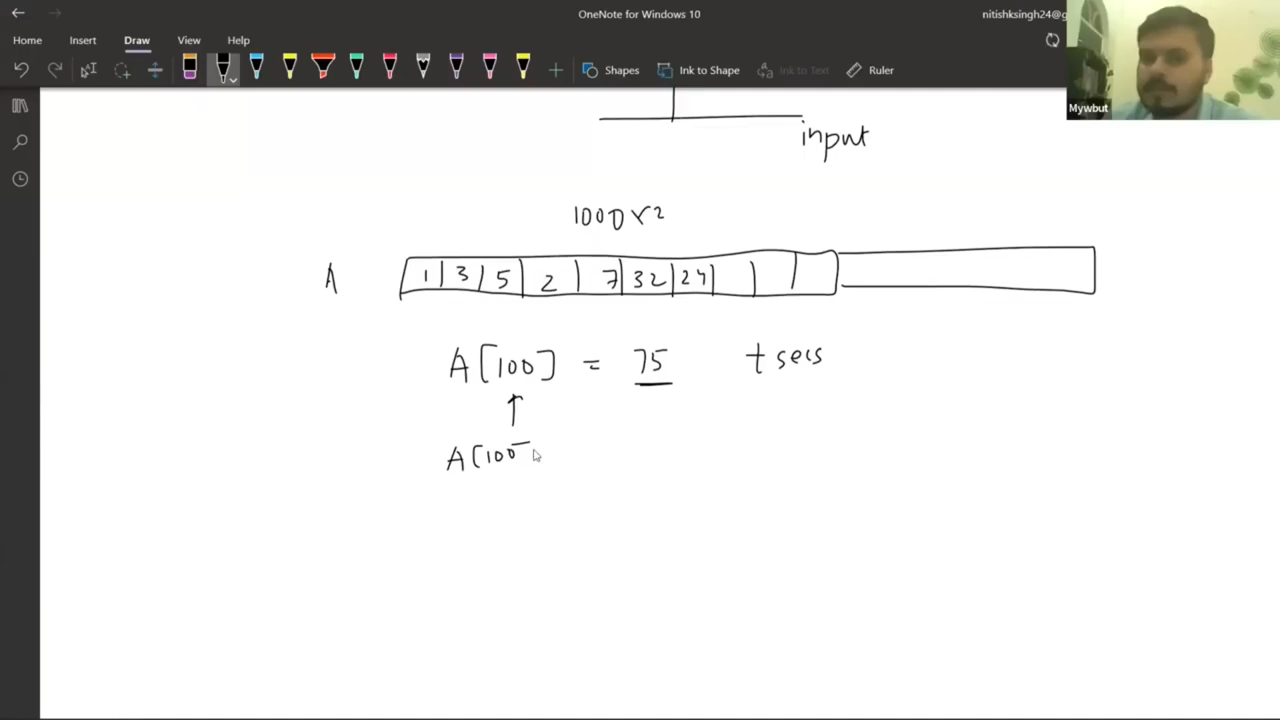 OneNote for Windows 10
nitishksingh24@g
Home Insert Draw View Help
Shapes Ink to Shape Ink to Text Ruler
Mywbut
input
1000 x 2
A 1 3 5 2 7 32 24
A[100] = 75 t secs
A[100